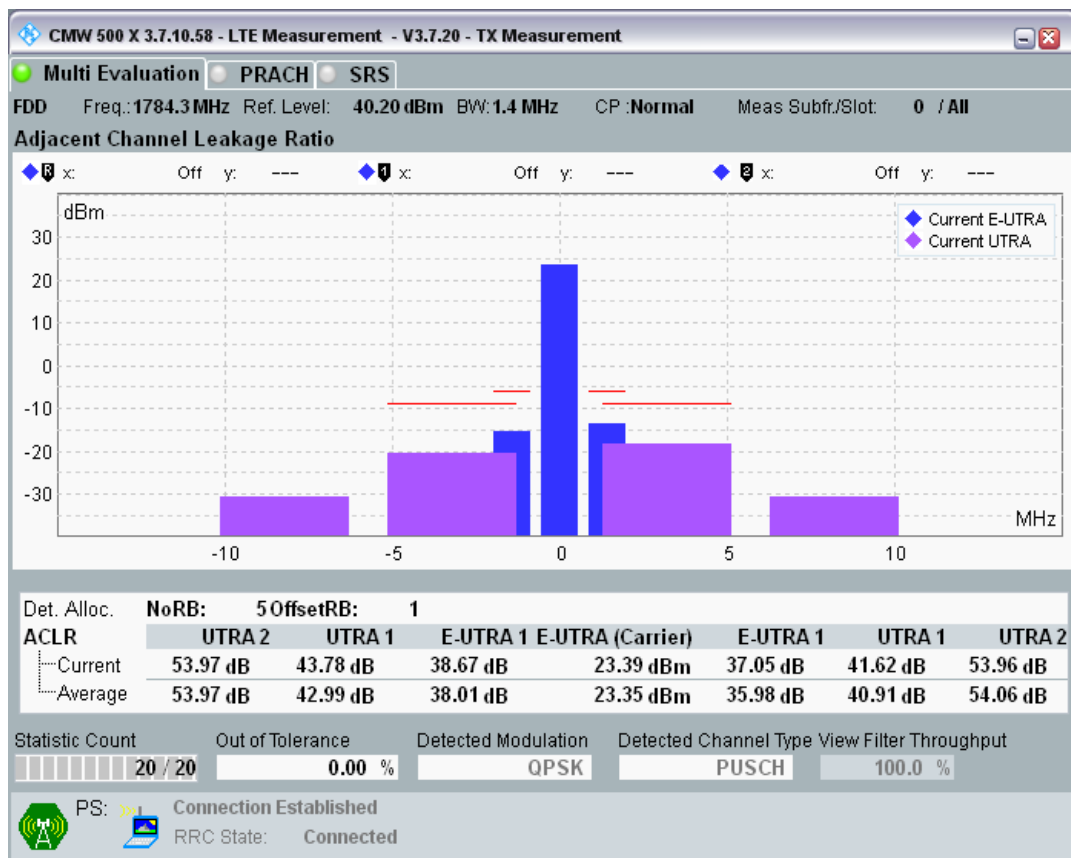 CMW 500 X 3.7.10.58 - LTE Measurement - V3.7.20 - TX Measurement
Multi Evaluation PRACH SRS
FDD Freq.:1784.3 MHz Ref. Level: 40.20 dBm BW:1.4 MHz CP :Normal Meas Subfr./Slot: 0 / All
Adjacent Channel Leakage Ratio
R x: Off y: --- 1 x: Off y: --- 2 x: Off y: ---
dBm
Current E-UTRA
Current UTRA
30
20
10
0
-10
-20
-30
MHz
-10 -5 0 5 10
Det. Alloc. NoRB: 5 OffsetRB: 1
ACLR UTRA 2 UTRA 1 E-UTRA 1 E-UTRA (Carrier) E-UTRA 1 UTRA 1 UTRA 2
Current 53.97 dB 43.78 dB 38.67 dB 23.39 dBm 37.05 dB 41.62 dB 53.96 dB
Average 53.97 dB 42.99 dB 38.01 dB 23.35 dBm 35.98 dB 40.91 dB 54.06 dB
Statistic Count Out of Tolerance Detected Modulation Detected Channel Type View Filter Throughput
20 / 20 0.00 % QPSK PUSCH 100.0 %
PS: Connection Established
RRC State: Connected